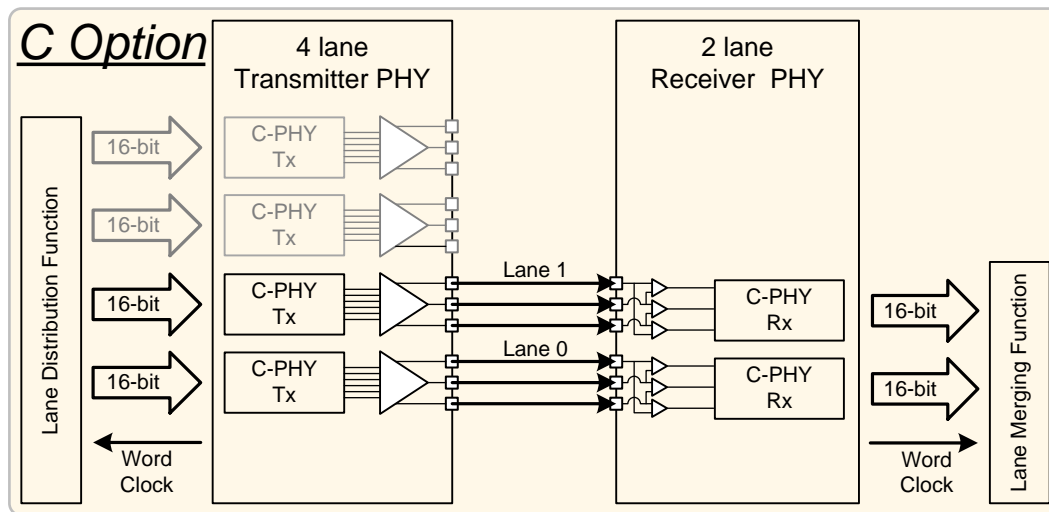 C Option
4 lane
Transmitter PHY
2 lane
Receiver PHY
Lane Distribution Function
16-bit
C-PHY
Tx
16-bit
C-PHY
Tx
16-bit
C-PHY
Tx
Lane 1
C-PHY
Rx
16-bit
16-bit
C-PHY
Tx
Lane 0
C-PHY
Rx
16-bit
Lane Merging Function
Word
Clock
Word
Clock